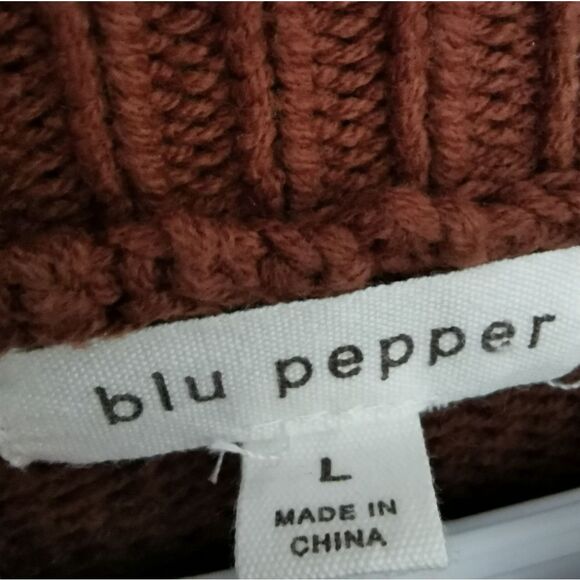 blu pepper
L
MADE IN
CHINA